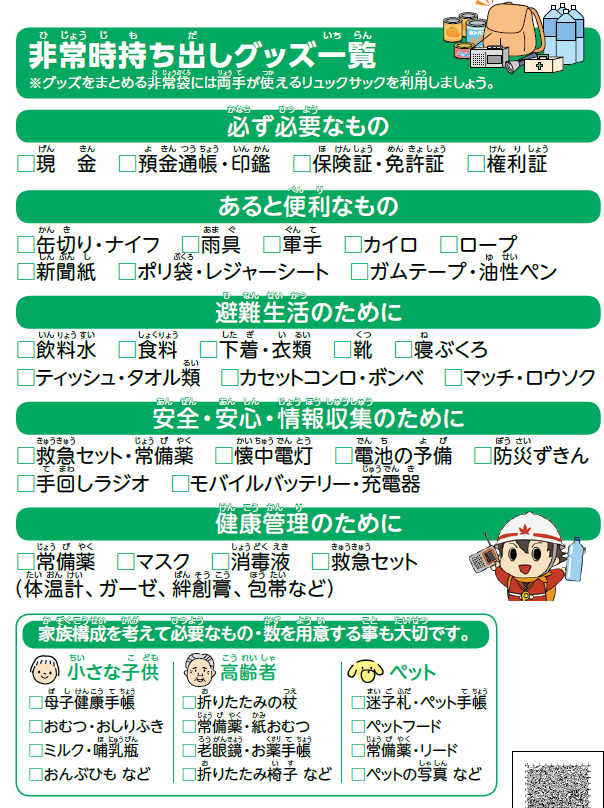 非常時持ち出しグッズ一覧
※グッズをまとめる非常袋には両手が使えるリュックサックを利用しましょう。
必ず必要なもの
□現 金 □預金通帳・印鑑 □保険証・免許証 □権利証
あると便利なもの
□缶切り・ナイフ □雨具 □軍手 □カイロ □ロープ
□新聞紙 □ポリ袋・レジャーシート □ガムテープ・油性ペン
避難生活のために
□飲料水 □食料 □下着・衣類 □靴 □寝ぶくろ
□ティッシュ・タオル類 □カセットコンロ・ボンベ □マッチ・ロウソク
安全・安心・情報収集のために
□救急セット・常備薬 □懐中電灯 □電池の予備 □防災ずきん
□手回しラジオ □モバイルバッテリー・充電器
健康管理のために
□常備薬 □マスク □消毒液 □救急セット
(体温計、ガーゼ、絆創膏、包帯など)
家族構成を考えて必要なもの・数を用意する事も大切です。
小さな子供
□母子健康手帳
□おむつ・おしりふき
□ミルク・哺乳瓶
□おんぶひも など
高齢者
□折りたたみの杖
□常備薬・紙おむつ
□老眼鏡・お薬手帳
□折りたたみ椅子 など
ペット
□迷子札・ペット手帳
□ペットフード
□常備薬・リード
□ペットの写真 など